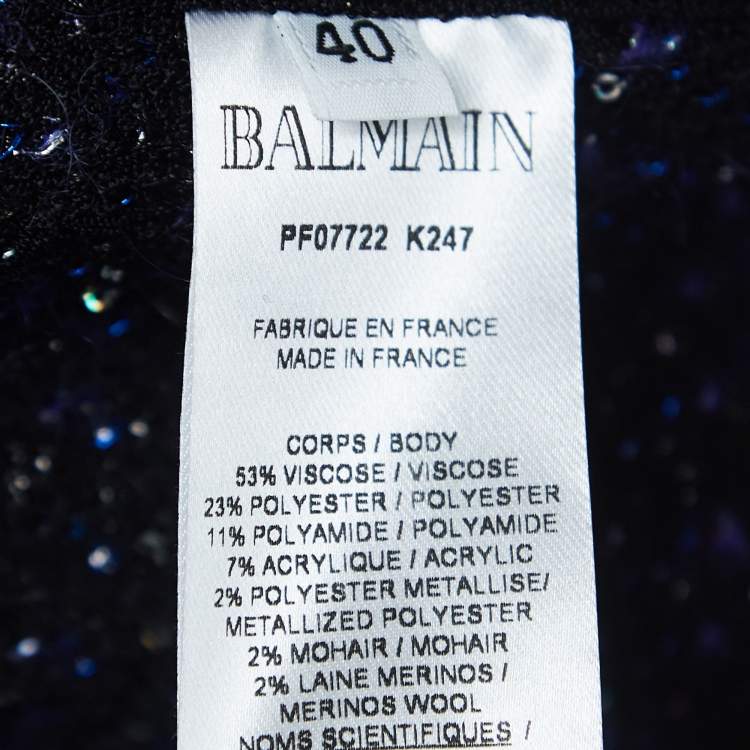 40
BALMAIN
PF07722 K247
FABRIQUE EN FRANCE
MADE IN FRANCE
CORPS / BODY
53% VISCOSE / VISCOSE
23% POLYESTER / POLYESTER
11% POLYAMIDE / POLYAMIDE
7% ACRYLIQUE / ACRYLIC
2% POLYESTER METALLISE/
METALLIZED POLYESTER
2% MOHAIR / MOHAIR
2% LAINE MERINOS /
MERINOS WOOL
NOMS SCIENTIFIQUES /